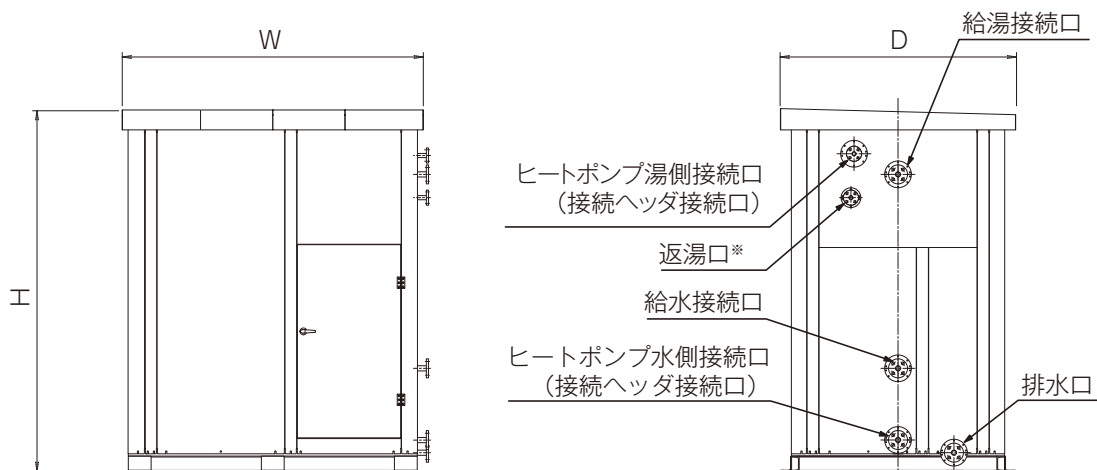 W
H
D
給湯接続口
ヒートポンプ湯側接続口
（接続ヘッダ接続口）
返湯口※
給水接続口
ヒートポンプ水側接続口
（接続ヘッダ接続口）
排水口